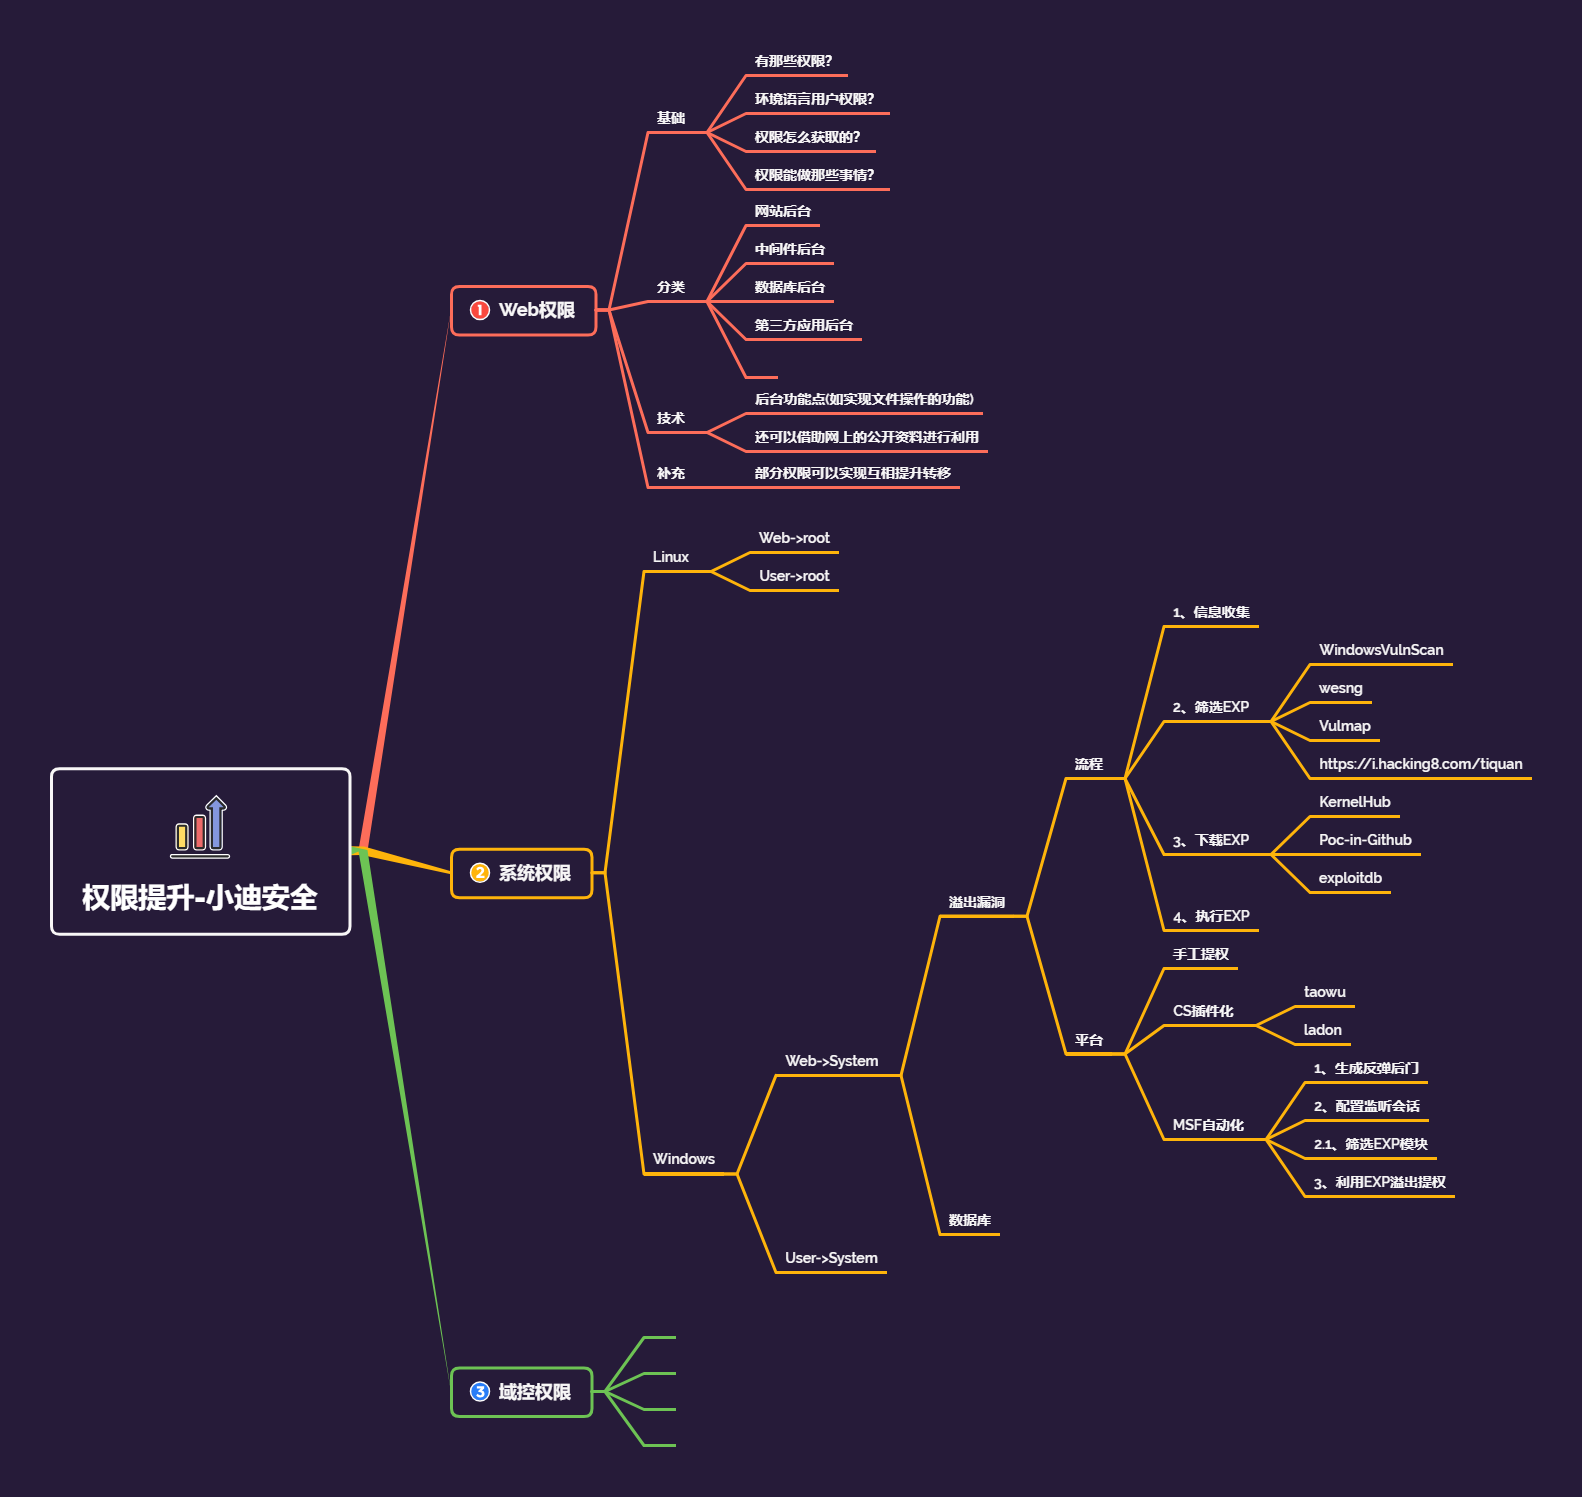 权限提升-小迪安全
1 Web权限
基础
有那些权限?
环境语言用户权限?
权限怎么获取的?
权限能做那些事情?
分类
网站后台
中间件后台
数据库后台
第三方应用后台
技术
后台功能点(如实现文件操作的功能)
还可以借助网上的公开资料进行利用
补充
部分权限可以实现互相提升转移
2 系统权限
Linux
Web->root
User->root
Windows
Web->System
溢出漏洞
流程
1、信息收集
2、筛选EXP
WindowsVulnScan
wesng
Vulmap
https://i.hacking8.com/tiquan
3、下载EXP
KernelHub
Poc-in-Github
exploitdb
4、执行EXP
平台
手工提权
CS插件化
taowu
ladon
MSF自动化
1、生成反弹后门
2、配置监听会话
2.1、筛选EXP模块
3、利用EXP溢出提权
数据库
User->System
3 域控权限